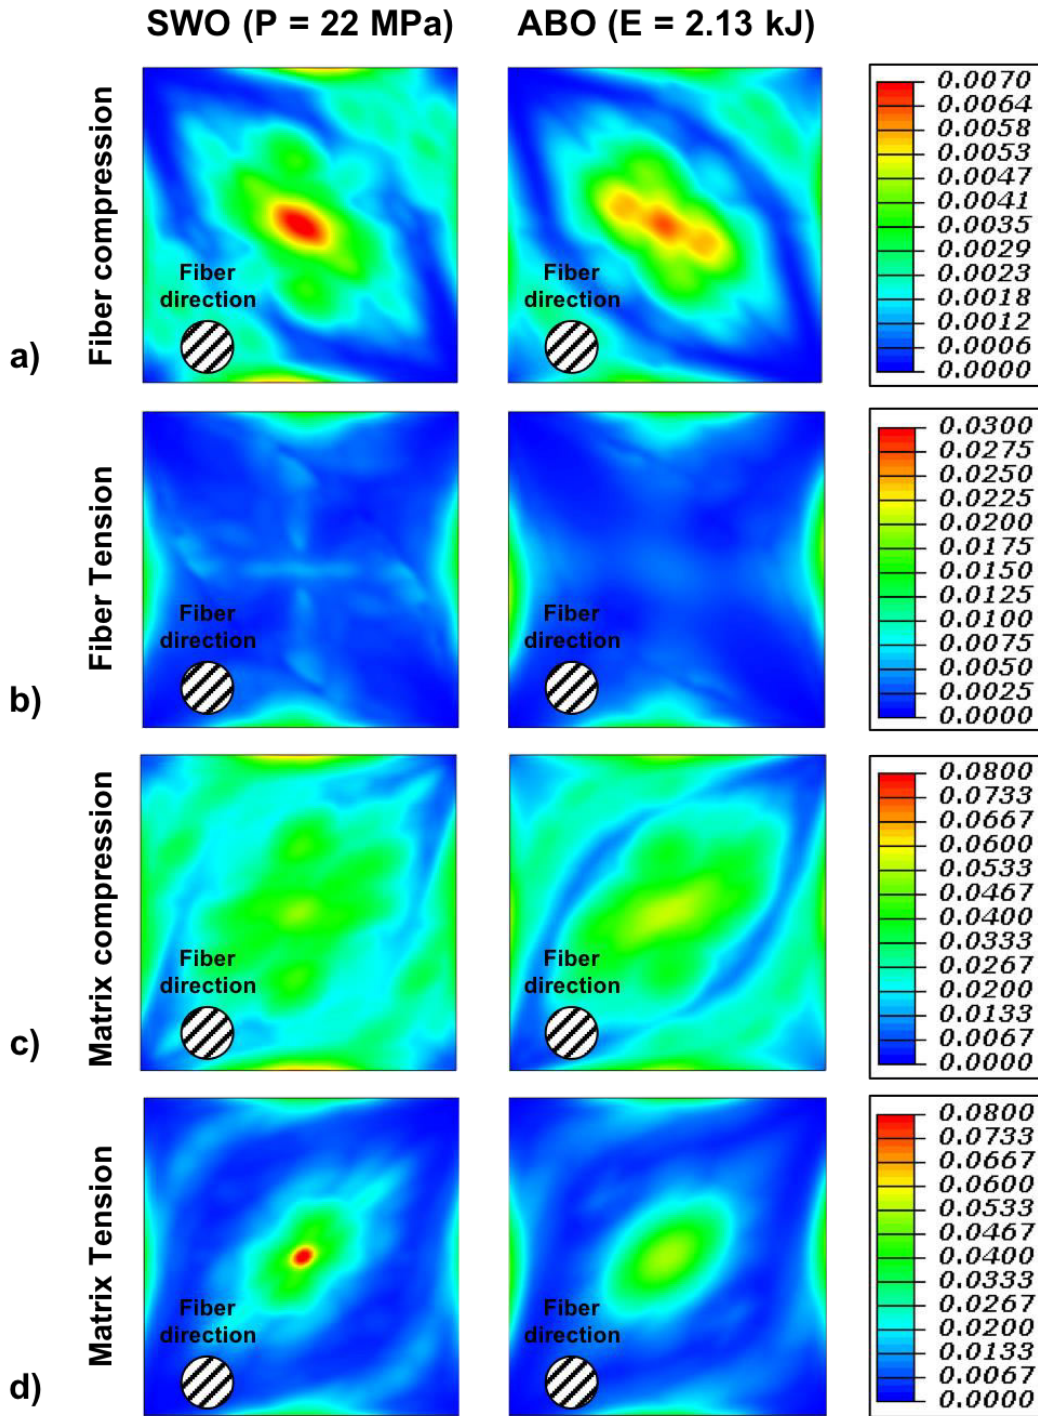 SWO (P = 22 MPa) ABO (E = 2.13 kJ)
a)
Fiber compression
Fiber
direction
Fiber
direction
0.0070
0.0064
0.0058
0.0053
0.0047
0.0041
0.0035
0.0029
0.0023
0.0018
0.0012
0.0006
0.0000
b)
Fiber Tension
Fiber
direction
Fiber
direction
0.0300
0.0275
0.0250
0.0225
0.0200
0.0175
0.0150
0.0125
0.0100
0.0075
0.0050
0.0025
0.0000
c)
Matrix compression
Fiber
direction
Fiber
direction
0.0800
0.0733
0.0667
0.0600
0.0533
0.0467
0.0400
0.0333
0.0267
0.0200
0.0133
0.0067
0.0000
d)
Matrix Tension
Fiber
direction
Fiber
direction
0.0800
0.0733
0.0667
0.0600
0.0533
0.0467
0.0400
0.0333
0.0267
0.0200
0.0133
0.0067
0.0000